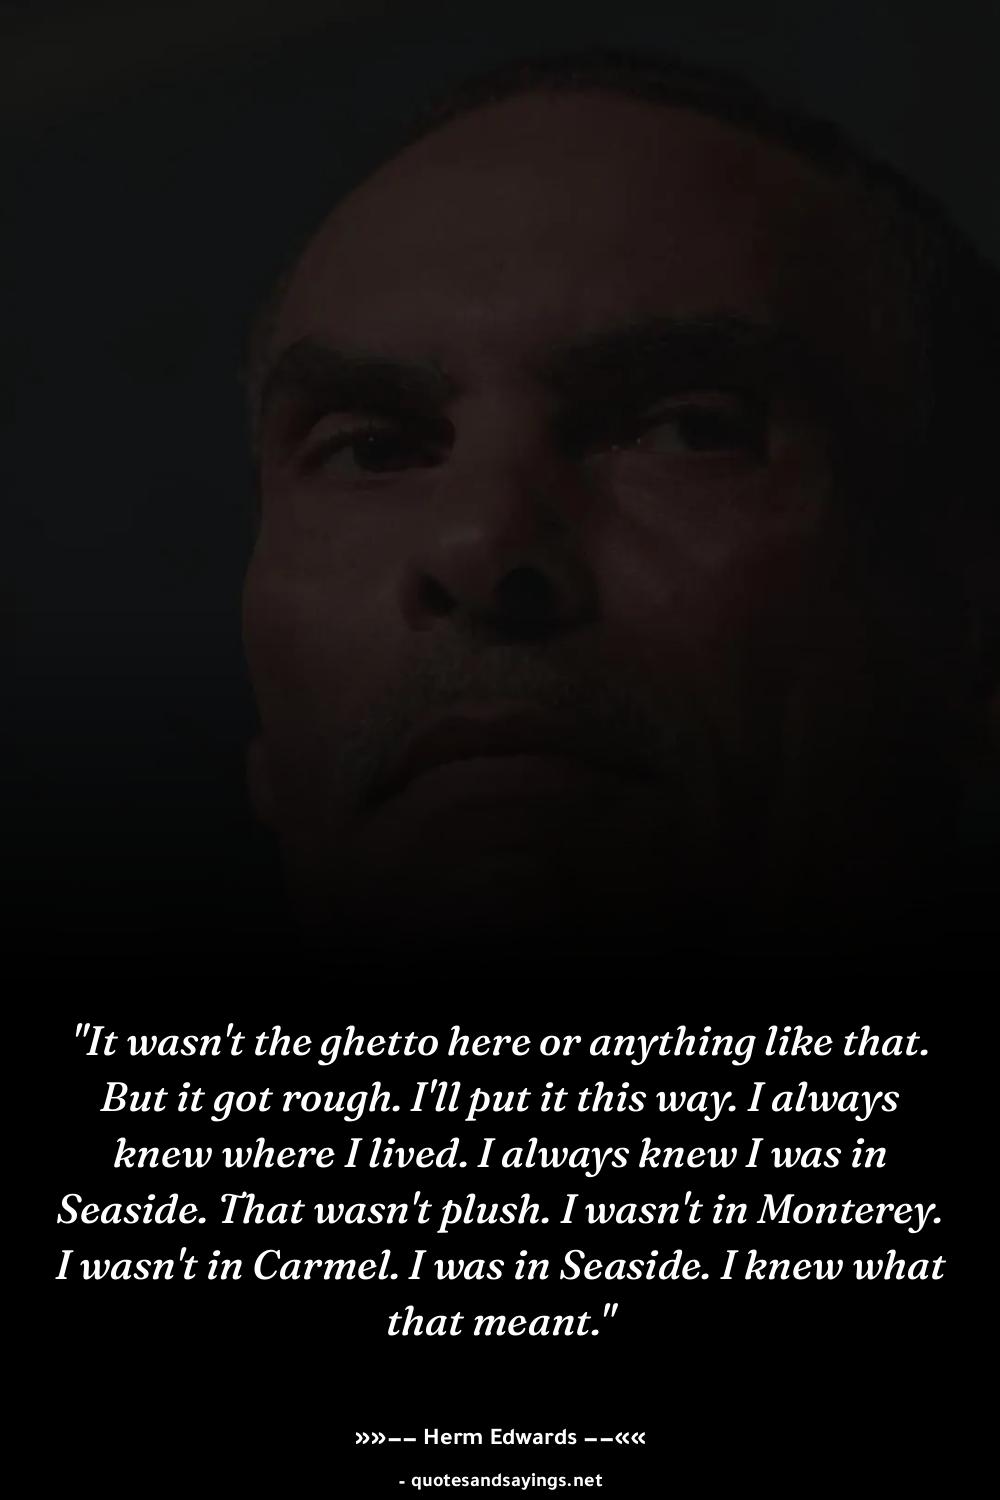 "It wasn't the ghetto here or anything like that.
But it got rough. I'll put it this way. I always
knew where I lived. I always knew I was in
Seaside. That wasn't plush. I wasn't in Monterey.
I wasn't in Carmel. I was in Seaside. I knew what
that meant."
»»−− Herm Edwards −−««
- quotesandsayings.net